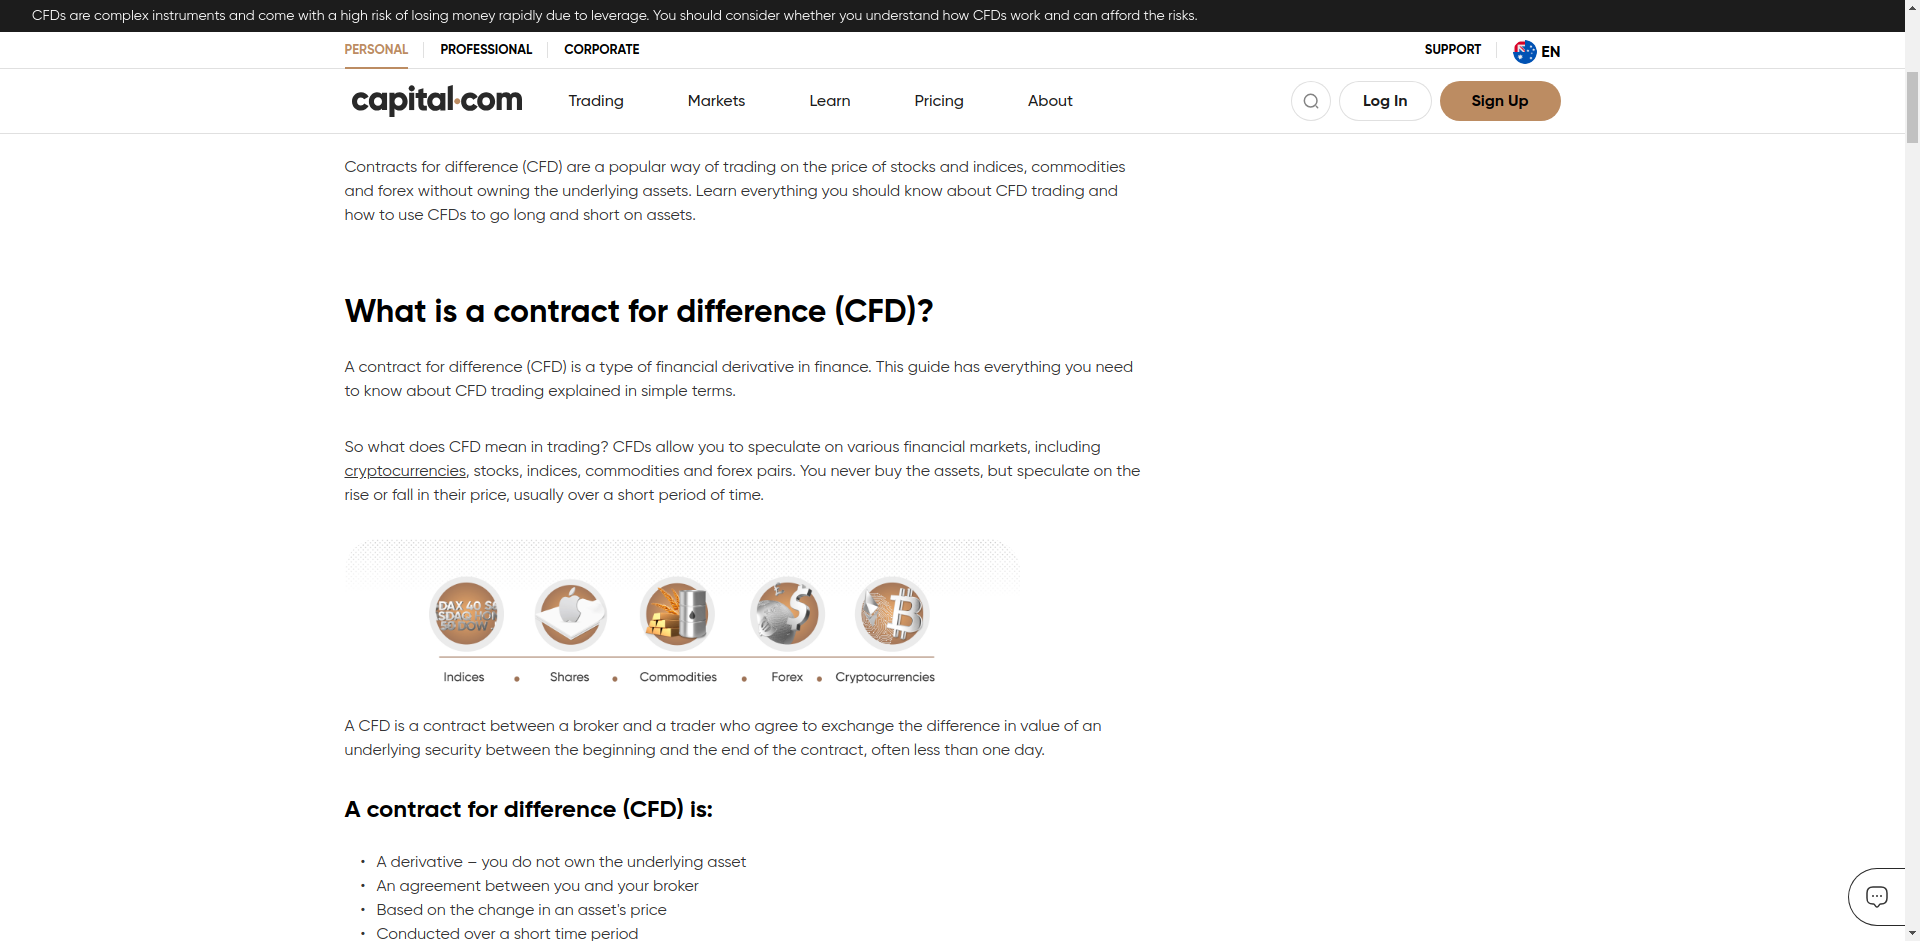 CFDs are complex instruments and come with a high risk of losing money rapidly due to leverage. You should consider whether you understand how CFDs work and can afford the risks.
PERSONAL PROFESSIONAL CORPORATE SUPPORT EN
capital.com Trading Markets Learn Pricing About Log In Sign Up
Contracts for difference (CFD) are a popular way of trading on the price of stocks and indices, commodities
and forex without owning the underlying assets. Learn everything you should know about CFD trading and
how to use CFDs to go long and short on assets.
What is a contract for difference (CFD)?
A contract for difference (CFD) is a type of financial derivative in finance. This guide has everything you need
to know about CFD trading explained in simple terms.
So what does CFD mean in trading? CFDs allow you to speculate on various financial markets, including
cryptocurrencies, stocks, indices, commodities and forex pairs. You never buy the assets, but speculate on the
rise or fall in their price, usually over a short period of time.
DAX 40
DOW
Indices • Shares • Commodities • Forex • Cryptocurrencies
A CFD is a contract between a broker and a trader who agree to exchange the difference in value of an
underlying security between the beginning and the end of the contract, often less than one day.
A contract for difference (CFD) is:
• A derivative – you do not own the underlying asset
• An agreement between you and your broker
• Based on the change in an asset's price
• Conducted over a short time period